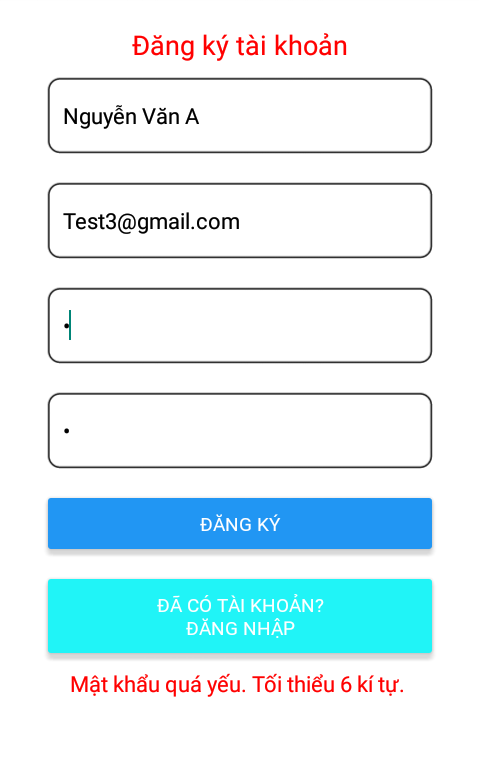 Đăng ký tài khoản
Nguyễn Văn A
Test3@gmail.com
•
•
ĐĂNG KÝ
ĐÃ CÓ TÀI KHOẢN?
ĐĂNG NHẬP
Mật khẩu quá yếu. Tối thiểu 6 kí tự.